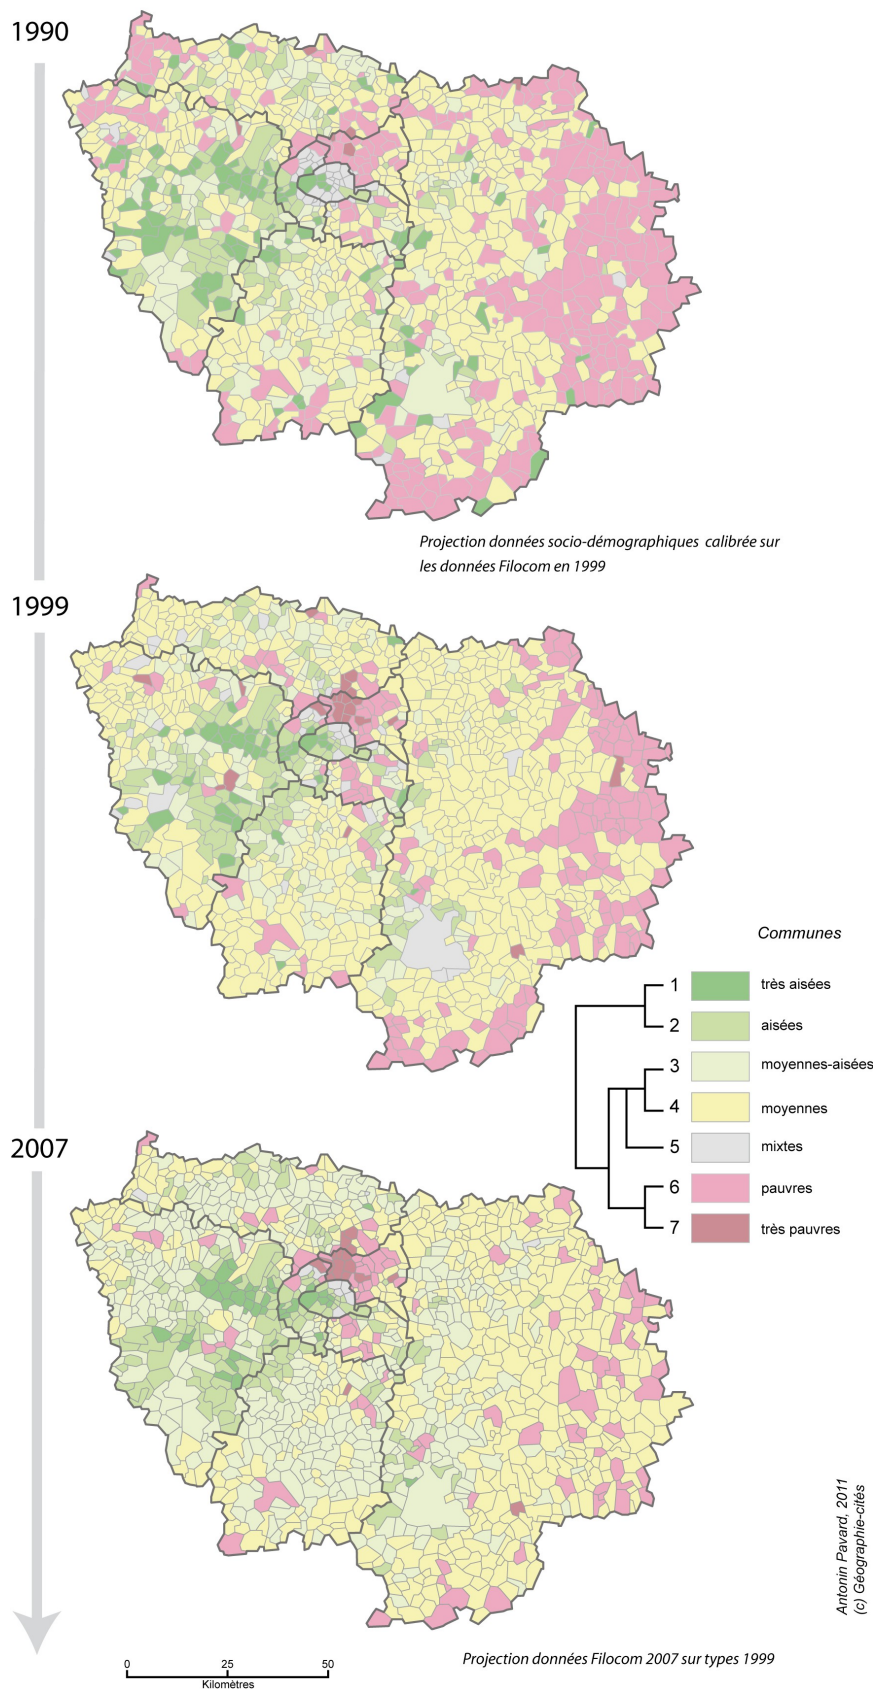 1990
Projection données socio-démographiques calibrée sur
les données Filocom en 1999
1999
Communes
1 très aisées
2 aisées
3 moyennes-aisées
4 moyennes
5 mixtes
6 pauvres
7 très pauvres
2007
Antonin Pavard, 2011
(c) Géographie-cités
0 25 50
Kilomètres
Projection données Filocom 2007 sur types 1999